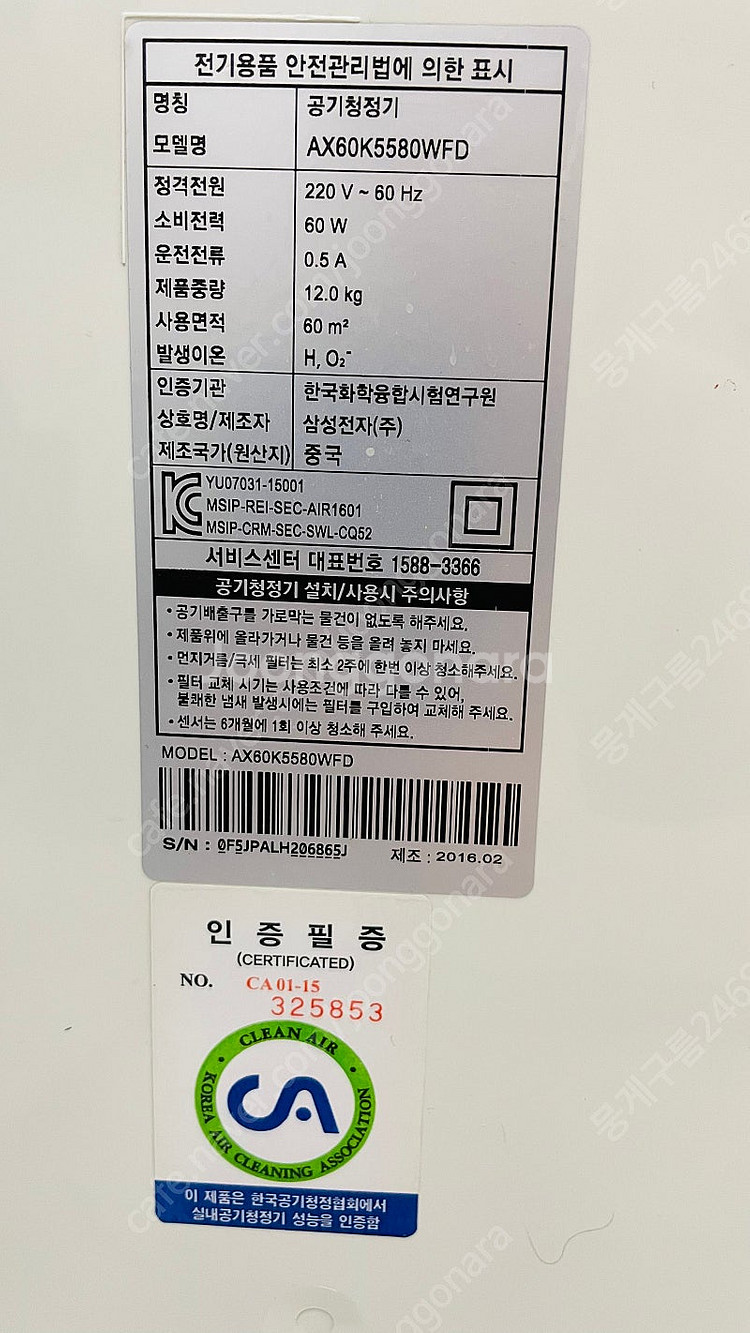 전기용품 안전관리법에 의한 표시
명칭 공기청정기
모델명 AX60K5580WFD
정격전원 220 V ~ 60 Hz
소비전력 60 W
운전전류 0.5 A
제품중량 12.0 kg
사용면적 60 m²
발생이온 H, O₂⁻
인증기관 한국화학융합시험연구원
상호명/제조자 삼성전자(주)
제조국가(원산지) 중국
YU07031-15001
MSIP-REI-SEC-AIR1601
MSIP-CRM-SEC-SWL-CQ52
서비스센터 대표번호 1588-3366
공기청정기 설치/사용시 주의사항
• 공기배출구를 가로막는 물건이 없도록 해주세요.
• 제품위에 올라가거나 물건 등을 올려 놓지 마세요.
• 먼지거름/극세 필터는 최소 2주에 한번 이상 청소해주세요.
• 필터 교체 시기는 사용조건에 따라 다를 수 있어,
불쾌한 냄새 발생시에는 필터를 구입하여 교체해 주세요.
• 센서는 6개월에 1회 이상 청소해 주세요.
MODEL : AX60K5580WFD
S/N : 0F5JPALH206865J 제조 : 2016.02
인증필증
(CERTIFICATED)
NO. CA 01-15
325853
CLEAN AIR
KOREA AIR CLEANING ASSOCIATION
이 제품은 한국공기청정협회에서
실내공기청정기 성능을 인증함
joonggonara